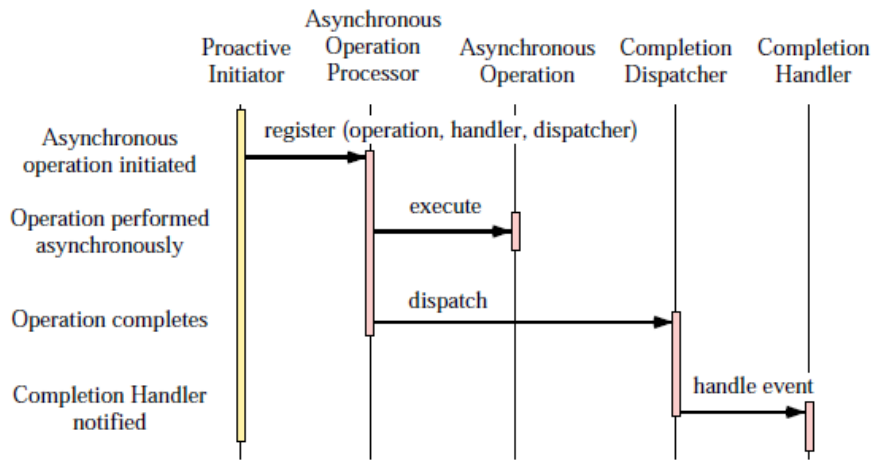 Proactive
Initiator
Asynchronous
Operation
Processor
Asynchronous
Operation
Completion
Dispatcher
Completion
Handler
Asynchronous
operation initiated
register (operation, handler, dispatcher)
Operation performed
asynchronously
execute
Operation completes
dispatch
Completion Handler
notified
handle event